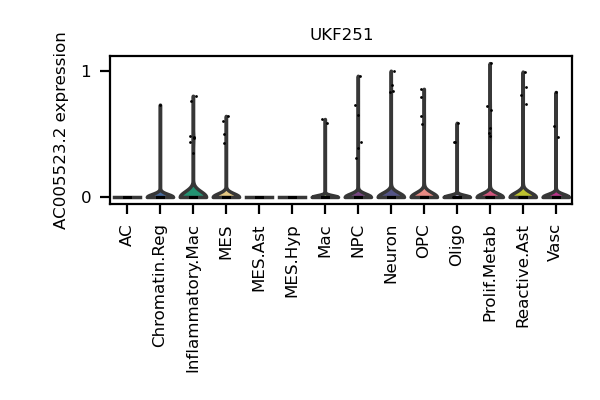 UKF251
AC005523.2 expression
1
0
AC
Chromatin.Reg
Inflammatory.Mac
MES
MES.Ast
MES.Hyp
Mac
NPC
Neuron
OPC
Oligo
Prolif.Metab
Reactive.Ast
Vasc